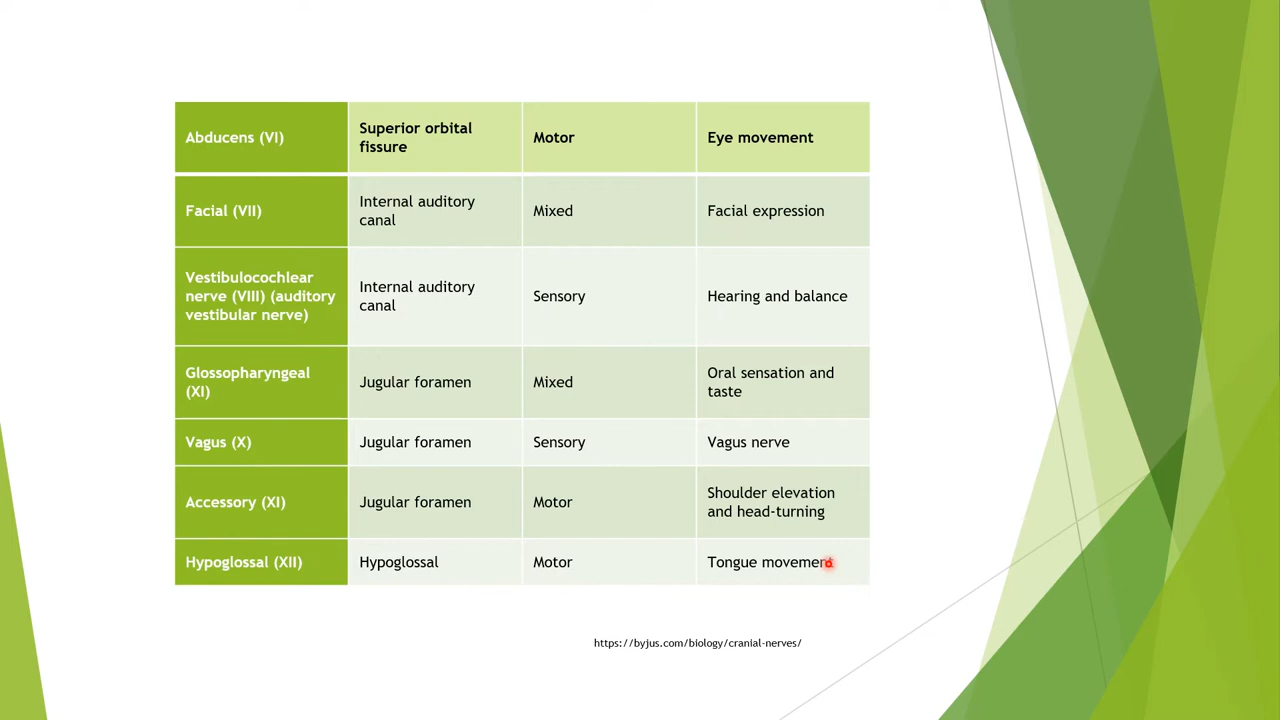 Abducens (VI)
Superior orbital
fissure
Motor
Eye movement
Facial (VII)
Internal auditory
canal
Mixed
Facial expression
Vestibulocochlear
nerve (VIII) (auditory
vestibular nerve)
Internal auditory
canal
Sensory
Hearing and balance
Glossopharyngeal
(XI)
Jugular foramen
Mixed
Oral sensation and
taste
Vagus (X)
Jugular foramen
Sensory
Vagus nerve
Accessory (XI)
Jugular foramen
Motor
Shoulder elevation
and head-turning
Hypoglossal (XII)
Hypoglossal
Motor
Tongue movement
https://byjus.com/biology/cranial-nerves/